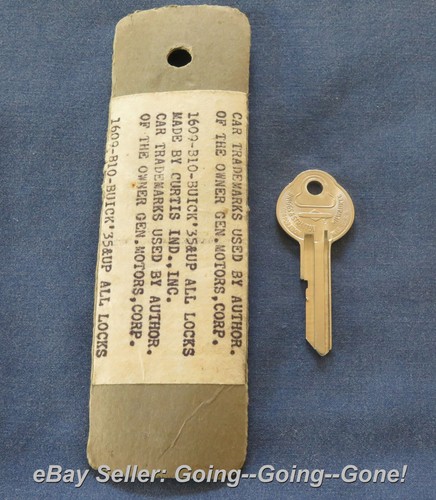 CAR TRADEMARKS USED BY AUTHOR.
OF THE OWNER GEN.MOTORS,CORP.
1609-B10-BUICK'35&UP ALL LOCKS
MADE BY CURTIS IND.,INC.
CAR TRADEMARKS USED BY AUTHOR.
OF THE OWNER GEN.MOTORS,CORP.
1609-B10-BUICK'35&UP ALL LOCKS
eBay Seller: Going--Going--Gone!